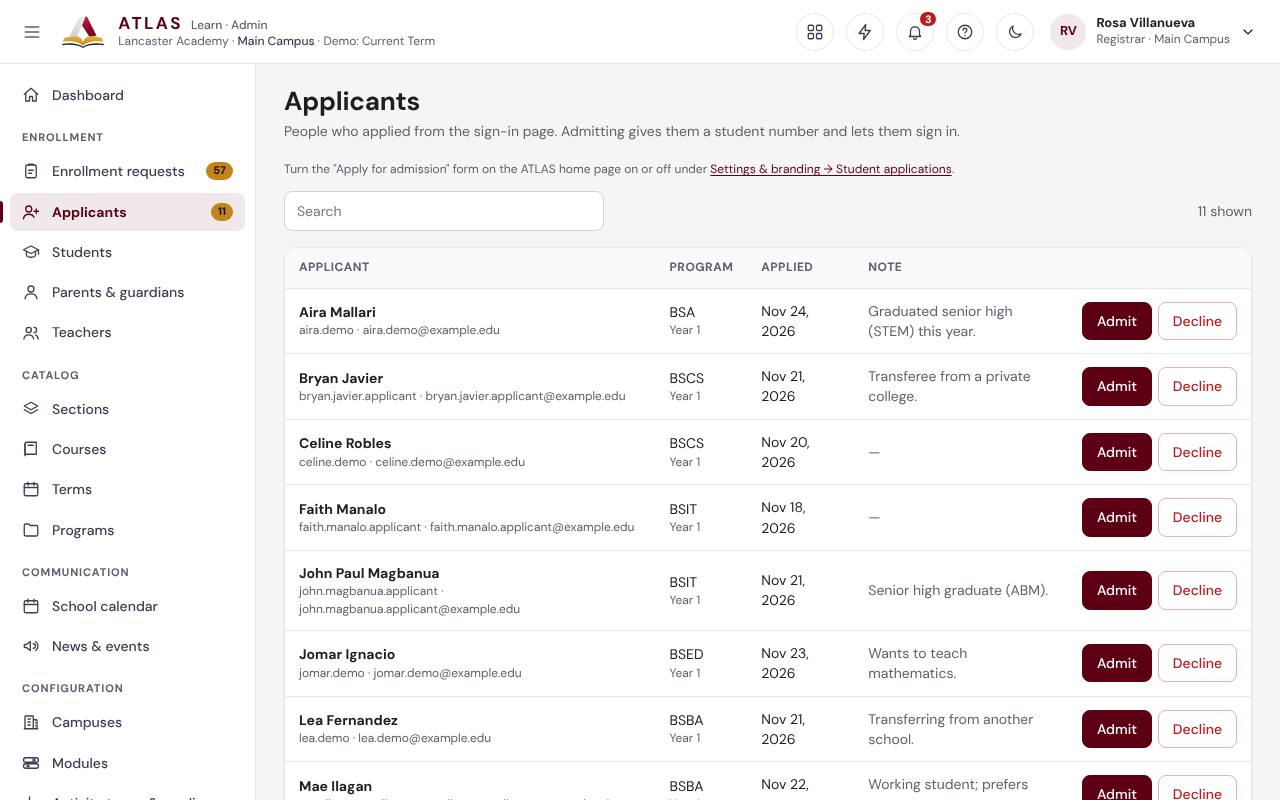 ATLAS Learn · Admin
Lancaster Academy · Main Campus · Demo: Current Term
3
RV
Rosa Villanueva
Registrar · Main Campus
Dashboard
ENROLLMENT
Enrollment requests 57
Applicants 11
Students
Parents & guardians
Teachers
CATALOG
Sections
Courses
Terms
Programs
COMMUNICATION
School calendar
News & events
CONFIGURATION
Campuses
Modules
Applicants
People who applied from the sign-in page. Admitting gives them a student number and lets them sign in.
Turn the "Apply for admission" form on the ATLAS home page on or off under Settings & branding → Student applications.
Search
11 shown
APPLICANT PROGRAM APPLIED NOTE
Aira Mallari
aira.demo · aira.demo@example.edu
BSA
Year 1
Nov 24,
2026
Graduated senior high
(STEM) this year.
Admit Decline
Bryan Javier
bryan.javier.applicant · bryan.javier.applicant@example.edu
BSCS
Year 1
Nov 21,
2026
Transferee from a private
college.
Admit Decline
Celine Robles
celine.demo · celine.demo@example.edu
BSCS
Year 1
Nov 20,
2026
—
Admit Decline
Faith Manalo
faith.manalo.applicant · faith.manalo.applicant@example.edu
BSIT
Year 1
Nov 18,
2026
—
Admit Decline
John Paul Magbanua
john.magbanua.applicant ·
john.magbanua.applicant@example.edu
BSIT
Year 1
Nov 21,
2026
Senior high graduate (ABM).
Admit Decline
Jomar Ignacio
jomar.demo · jomar.demo@example.edu
BSED
Year 1
Nov 23,
2026
Wants to teach
mathematics.
Admit Decline
Lea Fernandez
lea.demo · lea.demo@example.edu
BSBA
Year 1
Nov 21,
2026
Transferring from another
school.
Admit Decline
Mae Ilagan
BSBA
Nov 22,
Working student; prefers
Admit Decline